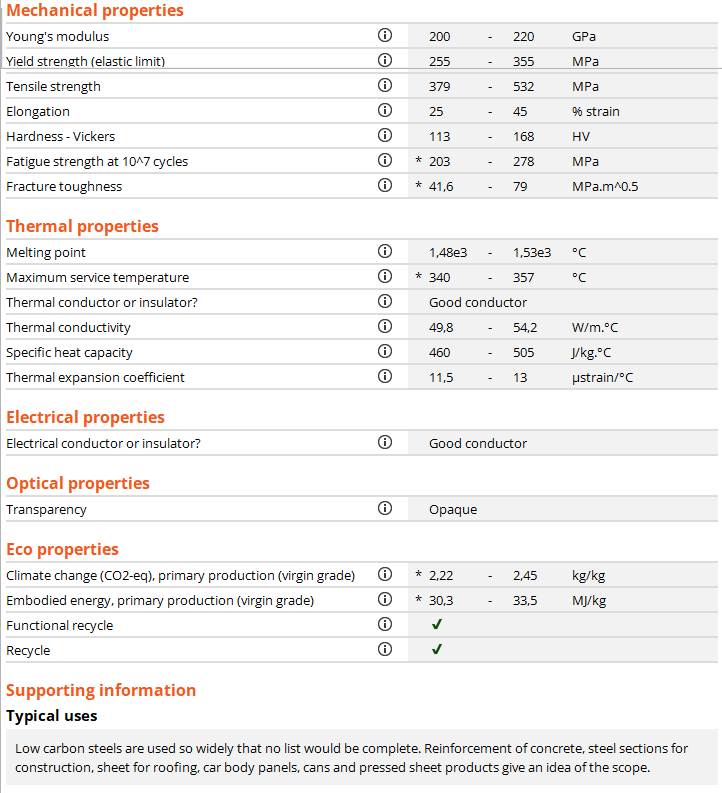 Mechanical properties
Young's modulus ⓘ 200 - 220 GPa
Yield strength (elastic limit) ⓘ 255 - 355 MPa
Tensile strength ⓘ 379 - 532 MPa
Elongation ⓘ 25 - 45 % strain
Hardness - Vickers ⓘ 113 - 168 HV
Fatigue strength at 10^7 cycles ⓘ * 203 - 278 MPa
Fracture toughness ⓘ * 41,6 - 79 MPa.m^0.5
Thermal properties
Melting point ⓘ 1,48e3 - 1,53e3 °C
Maximum service temperature ⓘ * 340 - 357 °C
Thermal conductor or insulator? ⓘ Good conductor
Thermal conductivity ⓘ 49,8 - 54,2 W/m.°C
Specific heat capacity ⓘ 460 - 505 J/kg.°C
Thermal expansion coefficient ⓘ 11,5 - 13 µstrain/°C
Electrical properties
Electrical conductor or insulator? ⓘ Good conductor
Optical properties
Transparency ⓘ Opaque
Eco properties
Climate change (CO2-eq), primary production (virgin grade) ⓘ * 2,22 - 2,45 kg/kg
Embodied energy, primary production (virgin grade) ⓘ * 30,3 - 33,5 MJ/kg
Functional recycle ⓘ ✓
Recycle ⓘ ✓
Supporting information
Typical uses
Low carbon steels are used so widely that no list would be complete. Reinforcement of concrete, steel sections for
construction, sheet for roofing, car body panels, cans and pressed sheet products give an idea of the scope.